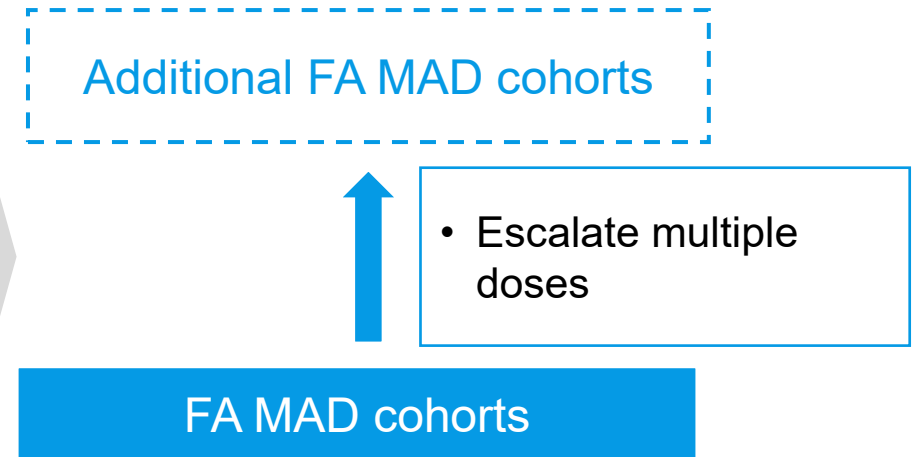 Additional FA MAD cohorts
• Escalate multiple
doses
FA MAD cohorts